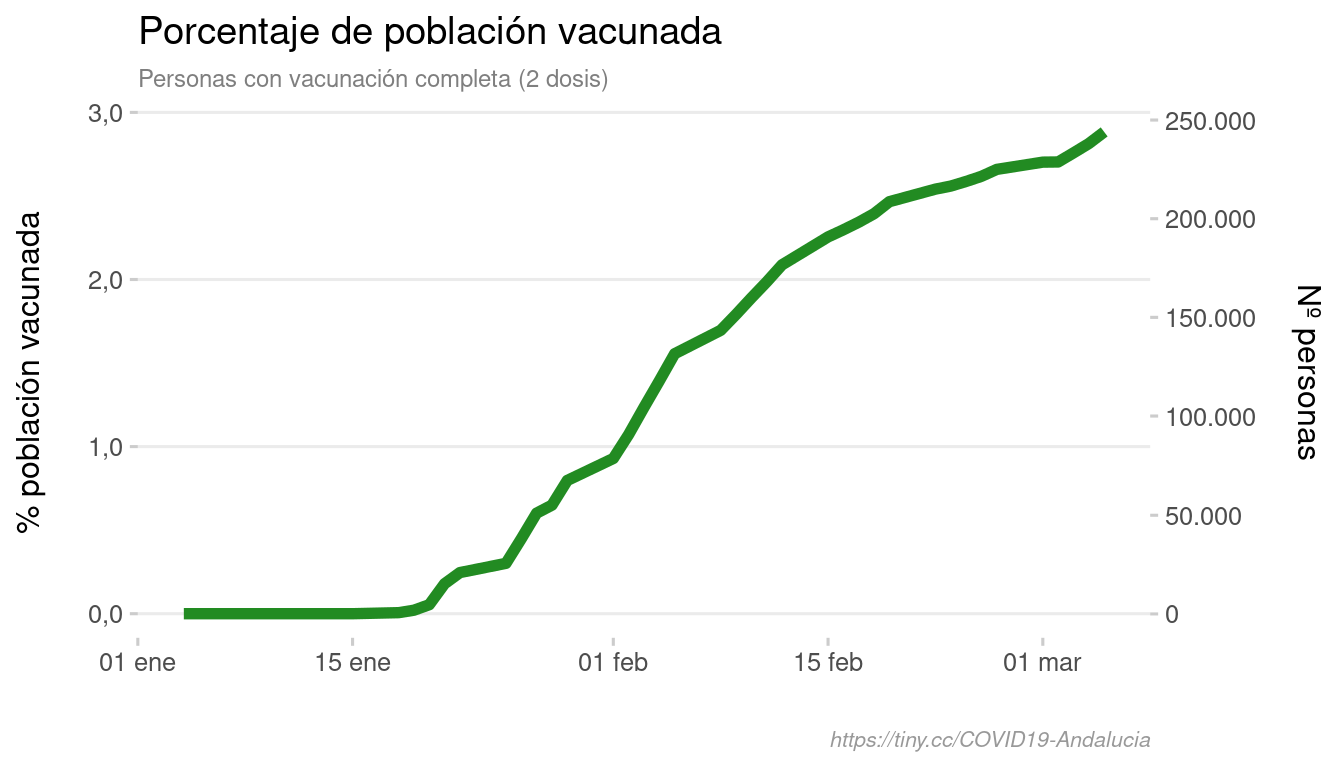 Porcentaje de población vacunada
Personas con vacunación completa (2 dosis)
% población vacunada
3,0
2,0
1,0
0,0
250.000
200.000
150.000
100.000
50.000
0
Nº personas
01 ene
15 ene
01 feb
15 feb
01 mar
https://tiny.cc/COVID19-Andalucia